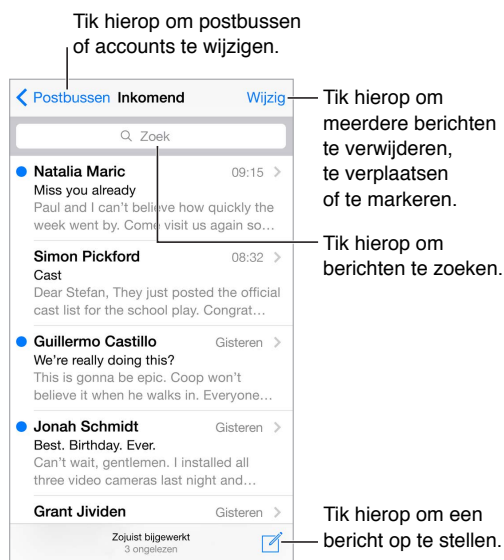 Tik hierop om postbussen
of accounts te wijzigen.
Postbussen Inkomend Wijzig
Zoek
Natalia Maric 09:15
Miss you already
Paul and I can't believe how quickly the
week went by. Come visit us again so…
Simon Pickford 08:32
Cast
Dear Stefan, They just posted the official
cast list for the school play. Congrat…
Guillermo Castillo Gisteren
We're really doing this?
This is gonna be epic. Coop won't
believe it when he walks in. Everyone…
Jonah Schmidt Gisteren
Best. Birthday. Ever.
Can't wait, gentlemen. I installed all
three video cameras last night and…
Grant Jividen Gisteren
Zojuist bijgewerkt
3 ongelezen
Tik hierop om
meerdere berichten
te verwijderen,
te verplaatsen
of te markeren.
Tik hierop om
berichten te zoeken.
Tik hierop om een
bericht op te stellen.